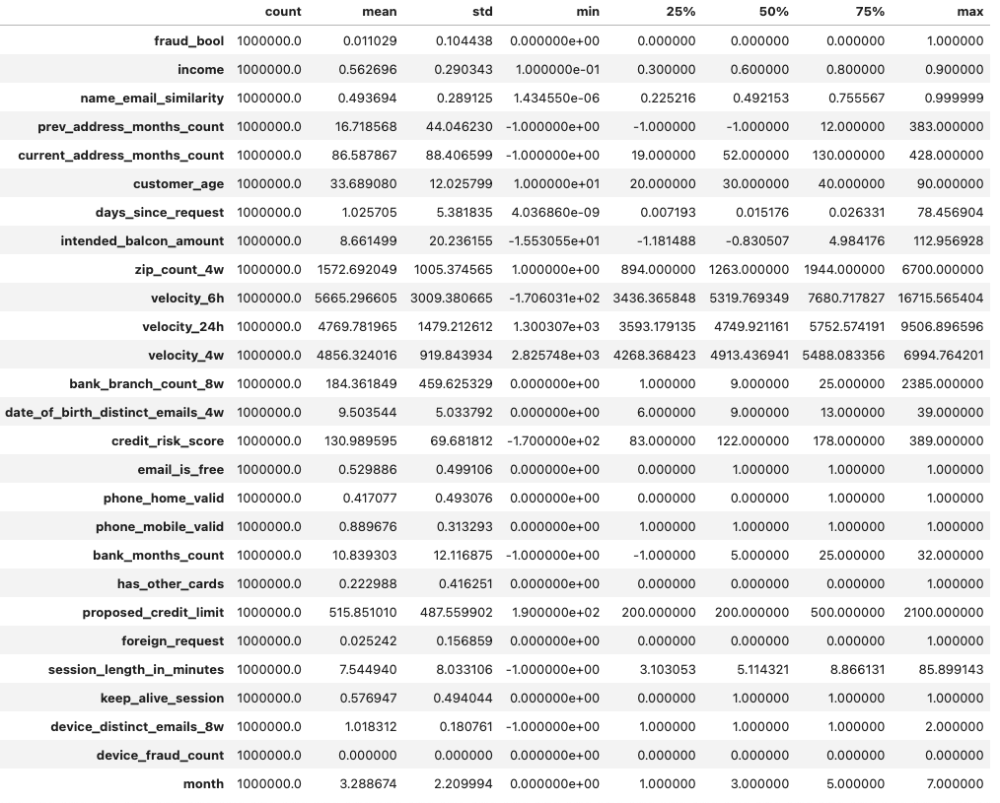 count mean std min 25% 50% 75% max
fraud_bool 1000000.0 0.011029 0.104438 0.000000e+00 0.000000 0.000000 0.000000 1.000000
income 1000000.0 0.562696 0.290343 1.000000e-01 0.300000 0.600000 0.800000 0.900000
name_email_similarity 1000000.0 0.493694 0.289125 1.434550e-06 0.225216 0.492153 0.755567 0.999999
prev_address_months_count 1000000.0 16.718568 44.046230 -1.000000e+00 -1.000000 -1.000000 12.000000 383.000000
current_address_months_count 1000000.0 86.587867 88.406599 -1.000000e+00 19.000000 52.000000 130.000000 428.000000
customer_age 1000000.0 33.689080 12.025799 1.000000e+01 20.000000 30.000000 40.000000 90.000000
days_since_request 1000000.0 1.025705 5.381835 4.036860e-09 0.007193 0.015176 0.026331 78.456904
intended_balcon_amount 1000000.0 8.661499 20.236155 -1.553055e+01 -1.181488 -0.830507 4.984176 112.956928
zip_count_4w 1000000.0 1572.692049 1005.374565 1.000000e+00 894.000000 1263.000000 1944.000000 6700.000000
velocity_6h 1000000.0 5665.296605 3009.380665 -1.706031e+02 3436.365848 5319.769349 7680.717827 16715.565404
velocity_24h 1000000.0 4769.781965 1479.212612 1.300307e+03 3593.179135 4749.921161 5752.574191 9506.896596
velocity_4w 1000000.0 4856.324016 919.843934 2.825748e+03 4268.368423 4913.436941 5488.083356 6994.764201
bank_branch_count_8w 1000000.0 184.361849 459.625329 0.000000e+00 1.000000 9.000000 25.000000 2385.000000
date_of_birth_distinct_emails_4w 1000000.0 9.503544 5.033792 0.000000e+00 6.000000 9.000000 13.000000 39.000000
credit_risk_score 1000000.0 130.989595 69.681812 -1.700000e+02 83.000000 122.000000 178.000000 389.000000
email_is_free 1000000.0 0.529886 0.499106 0.000000e+00 0.000000 1.000000 1.000000 1.000000
phone_home_valid 1000000.0 0.417077 0.493076 0.000000e+00 0.000000 0.000000 1.000000 1.000000
phone_mobile_valid 1000000.0 0.889676 0.313293 0.000000e+00 1.000000 1.000000 1.000000 1.000000
bank_months_count 1000000.0 10.839303 12.116875 -1.000000e+00 -1.000000 5.000000 25.000000 32.000000
has_other_cards 1000000.0 0.222988 0.416251 0.000000e+00 0.000000 0.000000 0.000000 1.000000
proposed_credit_limit 1000000.0 515.851010 487.559902 1.900000e+02 200.000000 200.000000 500.000000 2100.000000
foreign_request 1000000.0 0.025242 0.156859 0.000000e+00 0.000000 0.000000 0.000000 1.000000
session_length_in_minutes 1000000.0 7.544940 8.033106 -1.000000e+00 3.103053 5.114321 8.866131 85.899143
keep_alive_session 1000000.0 0.576947 0.494044 0.000000e+00 0.000000 1.000000 1.000000 1.000000
device_distinct_emails_8w 1000000.0 1.018312 0.180761 -1.000000e+00 1.000000 1.000000 1.000000 2.000000
device_fraud_count 1000000.0 0.000000 0.000000 0.000000e+00 0.000000 0.000000 0.000000 0.000000
month 1000000.0 3.288674 2.209994 0.000000e+00 1.000000 3.000000 5.000000 7.000000